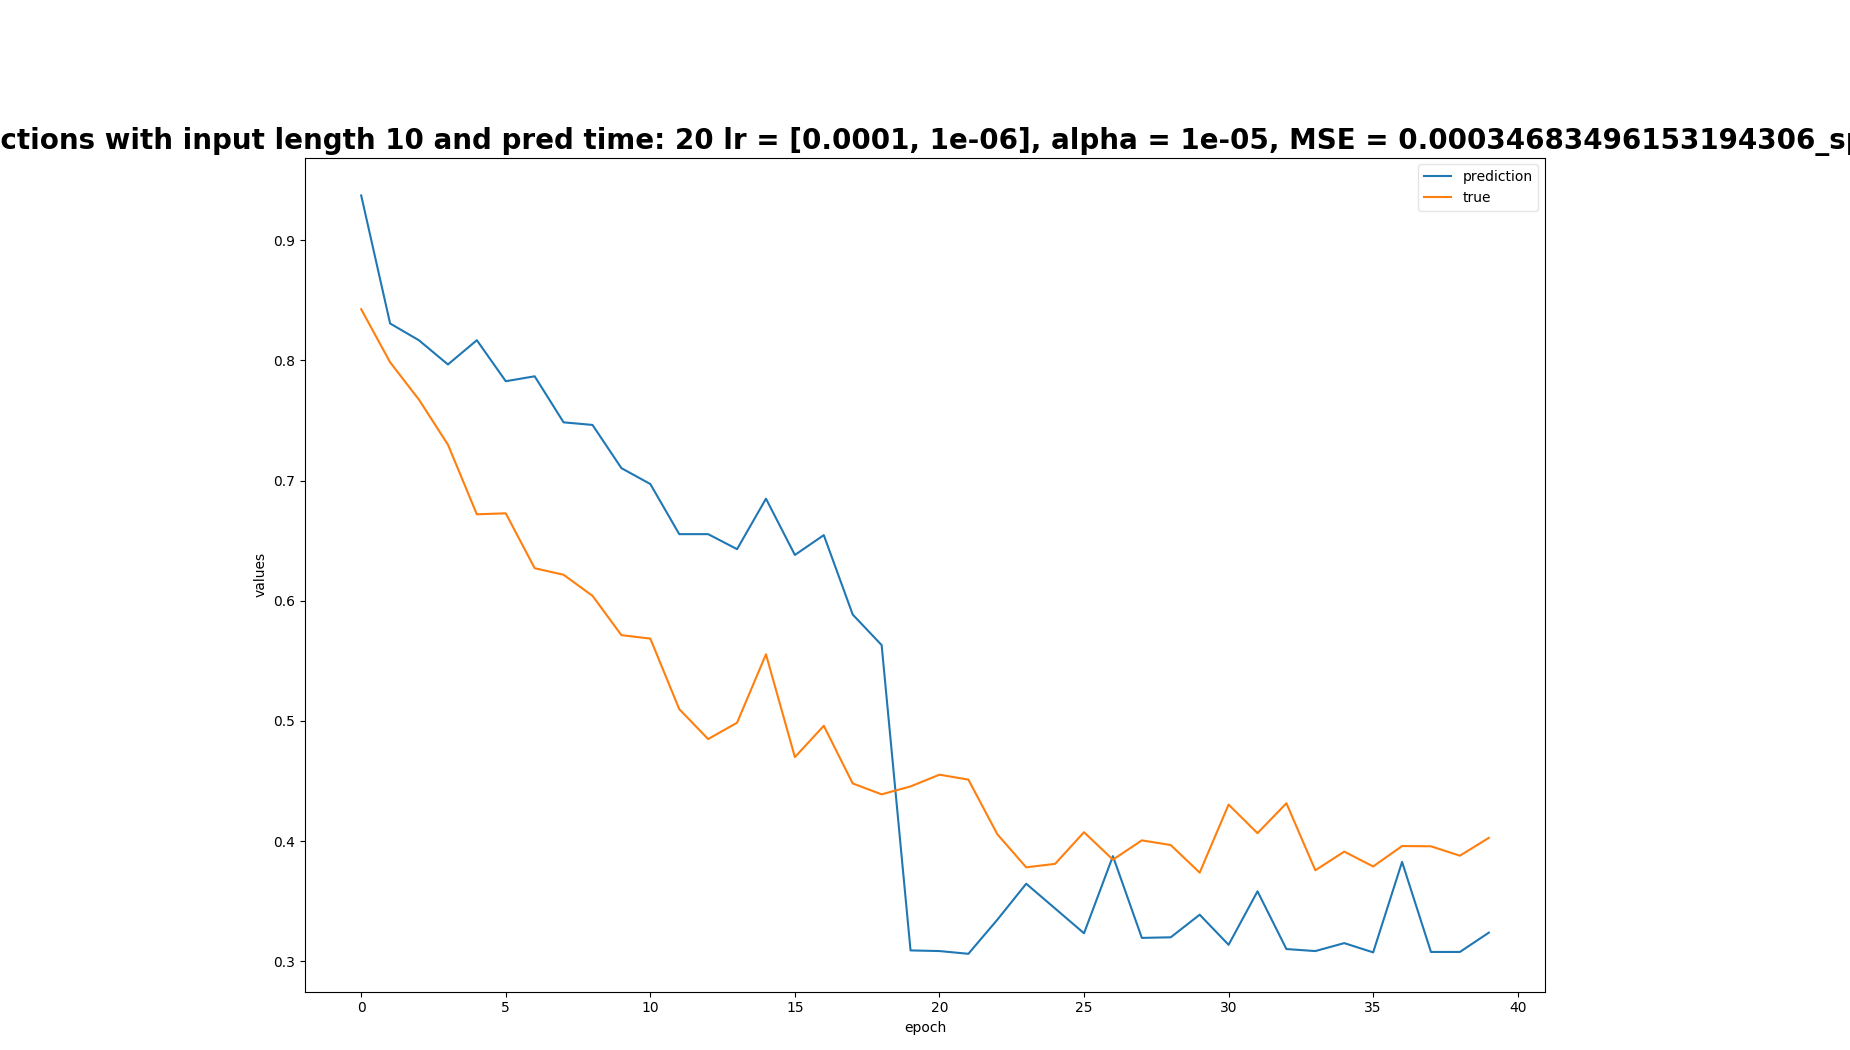 ctions with input length 10 and pred time: 20 lr = [0.0001, 1e-06], alpha = 1e-05, MSE = 0.00034683496153194306_sp
prediction
true
0.9
0.8
0.7
0.6
0.5
0.4
0.3
values
0 5 10 15 20 25 30 35 40
epoch